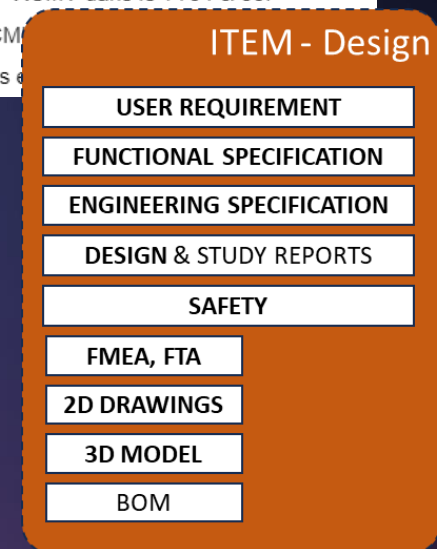 CM
s
ITEM - Design
USER REQUIREMENT
FUNCTIONAL SPECIFICATION
ENGINEERING SPECIFICATION
DESIGN & STUDY REPORTS
SAFETY
FMEA, FTA
2D DRAWINGS
3D MODEL
BOM